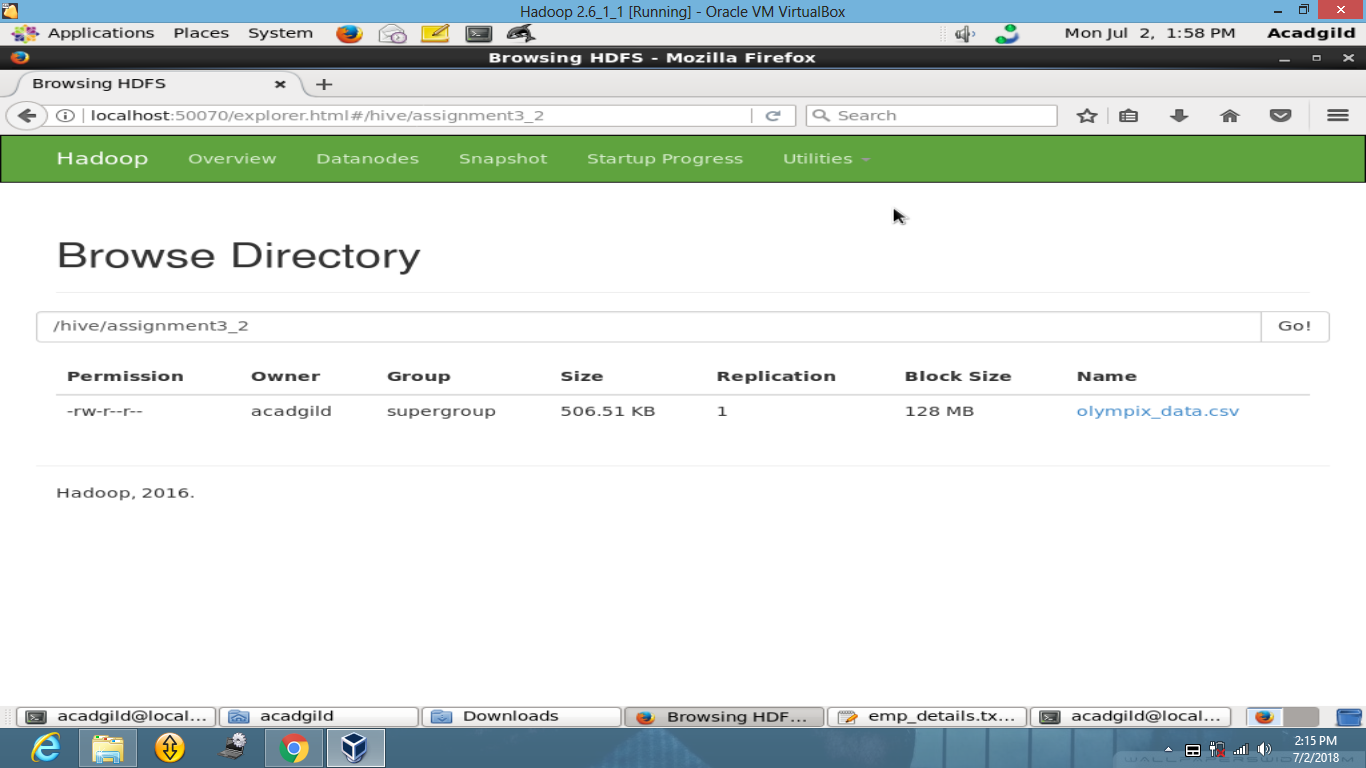 Hadoop 2.6_1_1 [Running] - Oracle VM VirtualBox
Applications Places System Mon Jul 2, 1:58 PM Acadgild
Browsing HDFS - Mozilla Firefox
Browsing HDFS
localhost:50070/explorer.html#/hive/assignment3_2 Search
Hadoop Overview Datanodes Snapshot Startup Progress Utilities
Browse Directory
/hive/assignment3_2 Go!
Permission Owner Group Size Replication Block Size Name
-rw-r--r-- acadgild supergroup 506.51 KB 1 128 MB olympix_data.csv
Hadoop, 2016.
acadgild@local... acadgild Downloads Browsing HDF... emp_details.tx... acadgild@local...
2:15 PM
7/2/2018